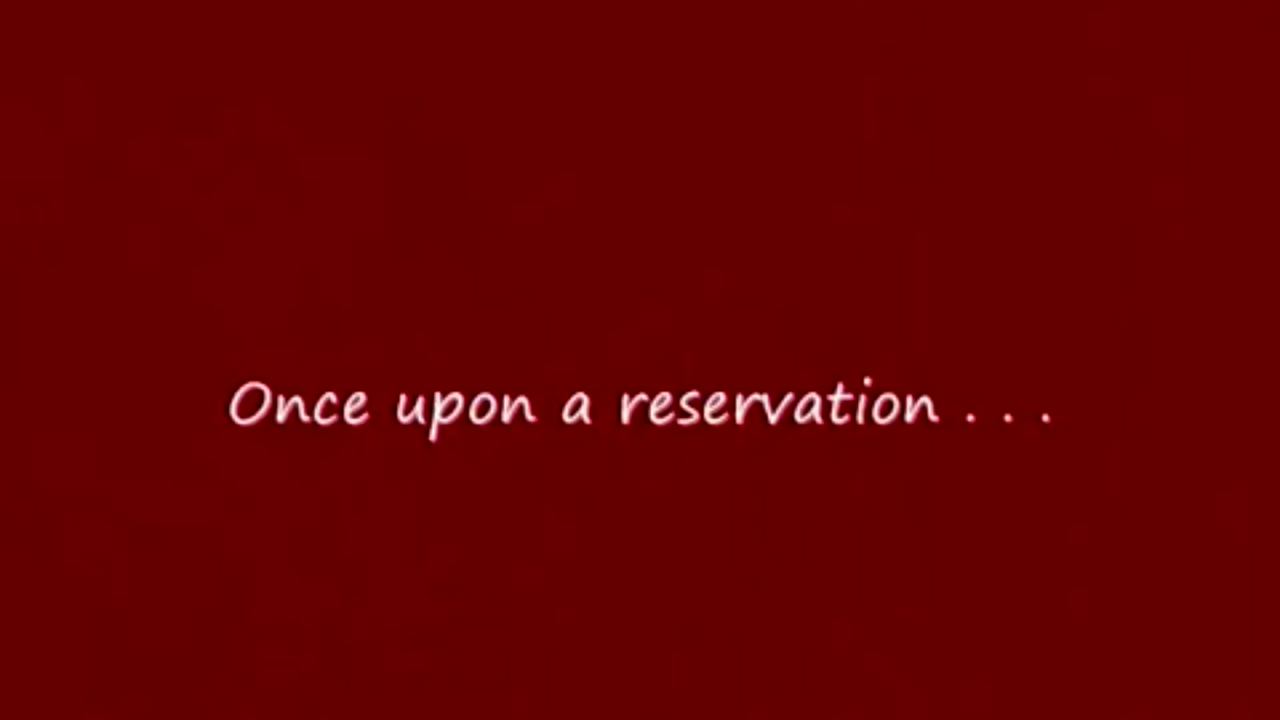 Once upon a reservation . . .